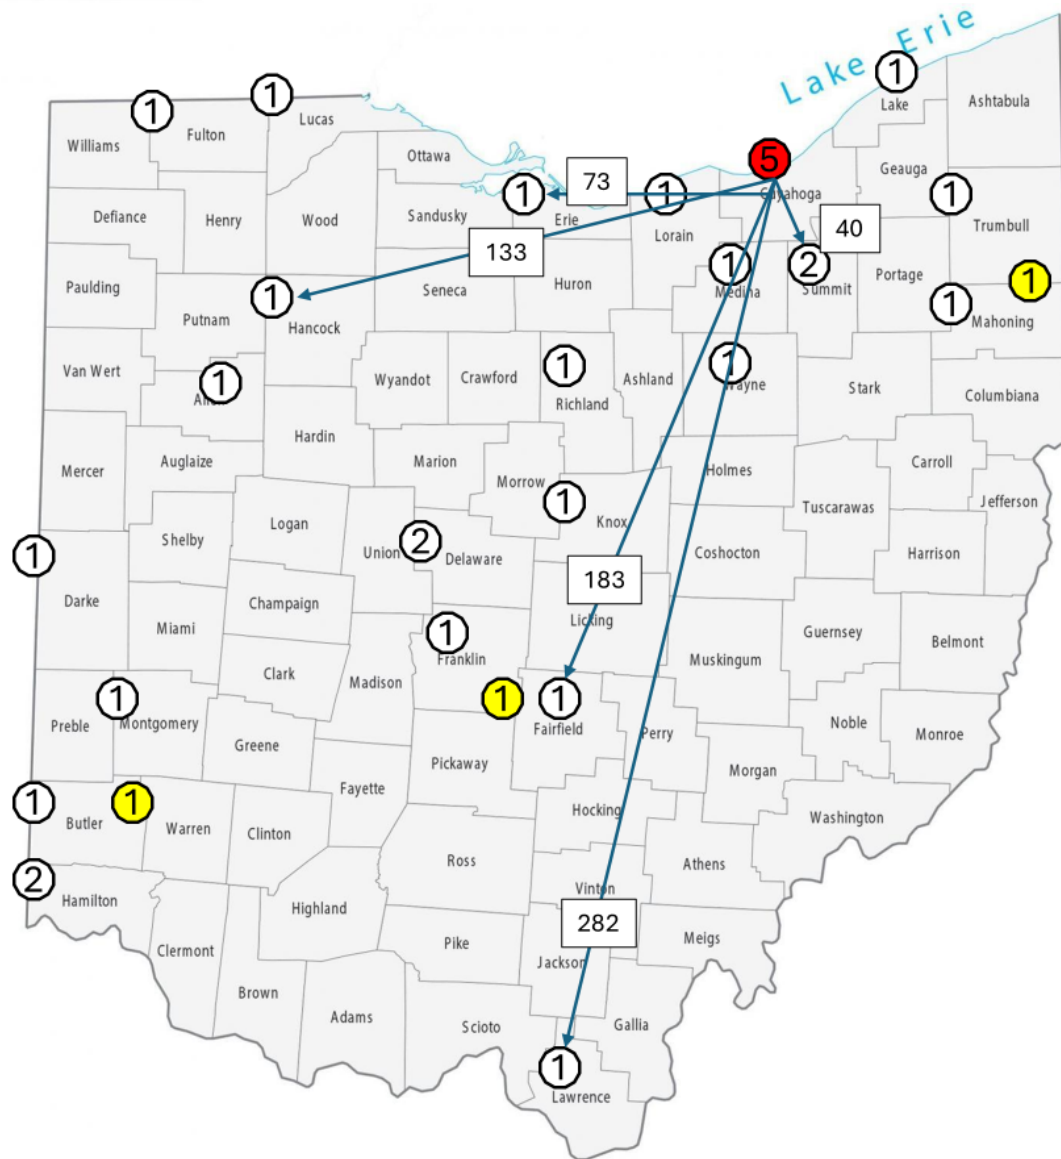 Lake Erie
1
Lake
Ashtabula
1
1
Lucas
Fulton
Williams
Ottawa
5
Geauga
73
1
1
Cuyahoga
1
Defiance
Henry
Wood
Sandusky
Erie
Lorain
40
Trumbull
133
1
2
Portage
1
Paulding
Seneca
Huron
Medina
Summit
1
Putnam
1
Hancock
Mahoning
Van Wert
1
Allen
Wyandot
Crawford
1
Richland
Ashland
1
Wayne
Stark
Columbiana
Hardin
Mercer
Auglaize
Marion
Morrow
Holmes
Carroll
1
Knox
Tuscarawas
Jefferson
Logan
Shelby
Union
2
Delaware
Coshocton
Harrison
1
Darke
Champaign
183
Miami
Licking
Guernsey
Belmont
1
Franklin
Clark
Madison
Muskingum
1
1
1
Preble
Montgomery
Greene
Fairfield
Perry
Noble
Monroe
Pickaway
Morgan
Fayette
1
1
Butler
Warren
Clinton
Hocking
Washington
2
Hamilton
Ross
Athens
Highland
Vinton
282
Clermont
Pike
Meigs
Jackson
Brown
Adams
Scioto
Gallia
1
Lawrence